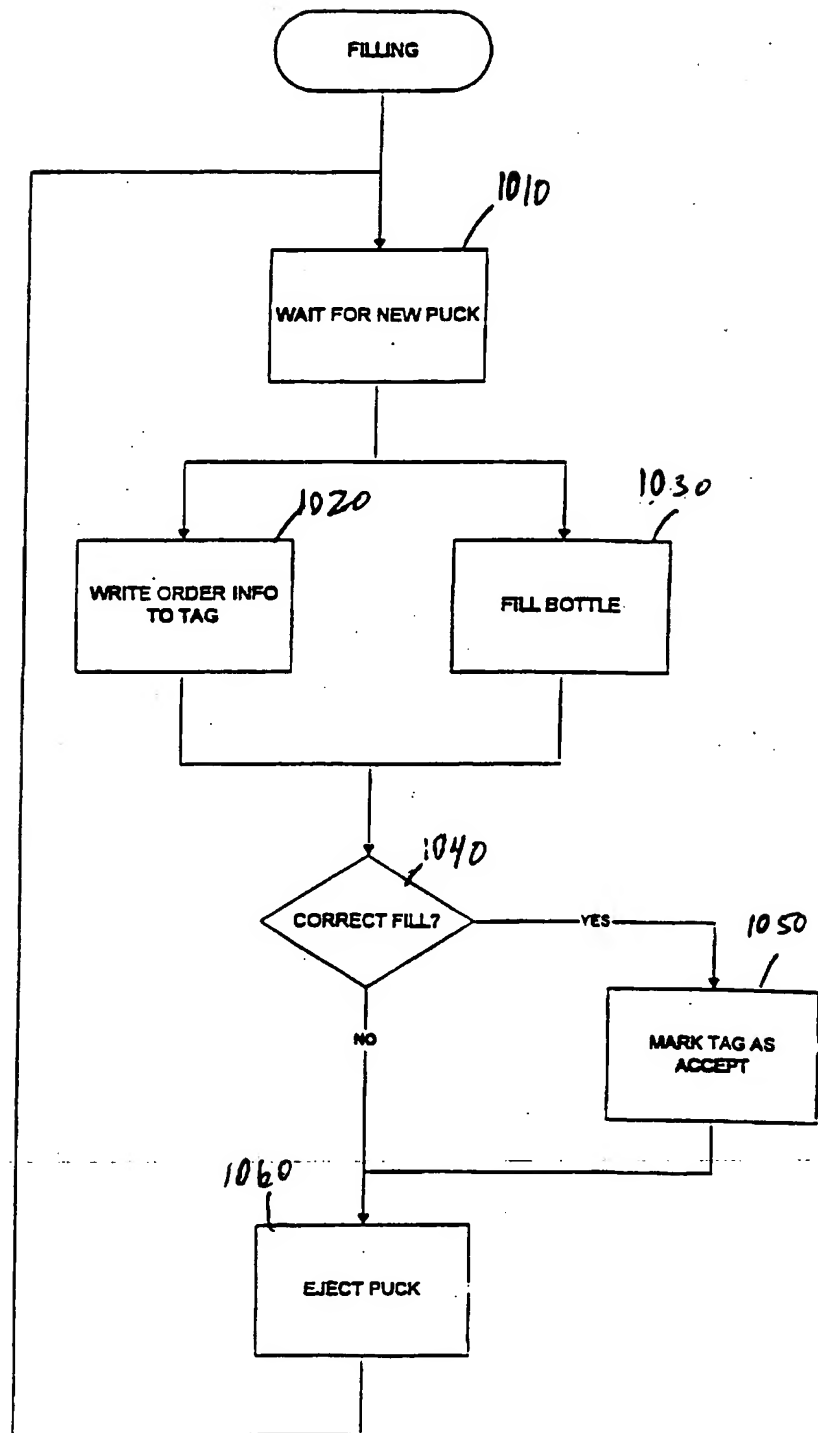 FILLING
1010
WAIT FOR NEW PUCK
1020
1030
WRITE ORDER INFO
TO TAG
FILL BOTTLE
1040
CORRECT FILL?
YES
1050
NO
MARK TAG AS
ACCEPT
1060
EJECT PUCK